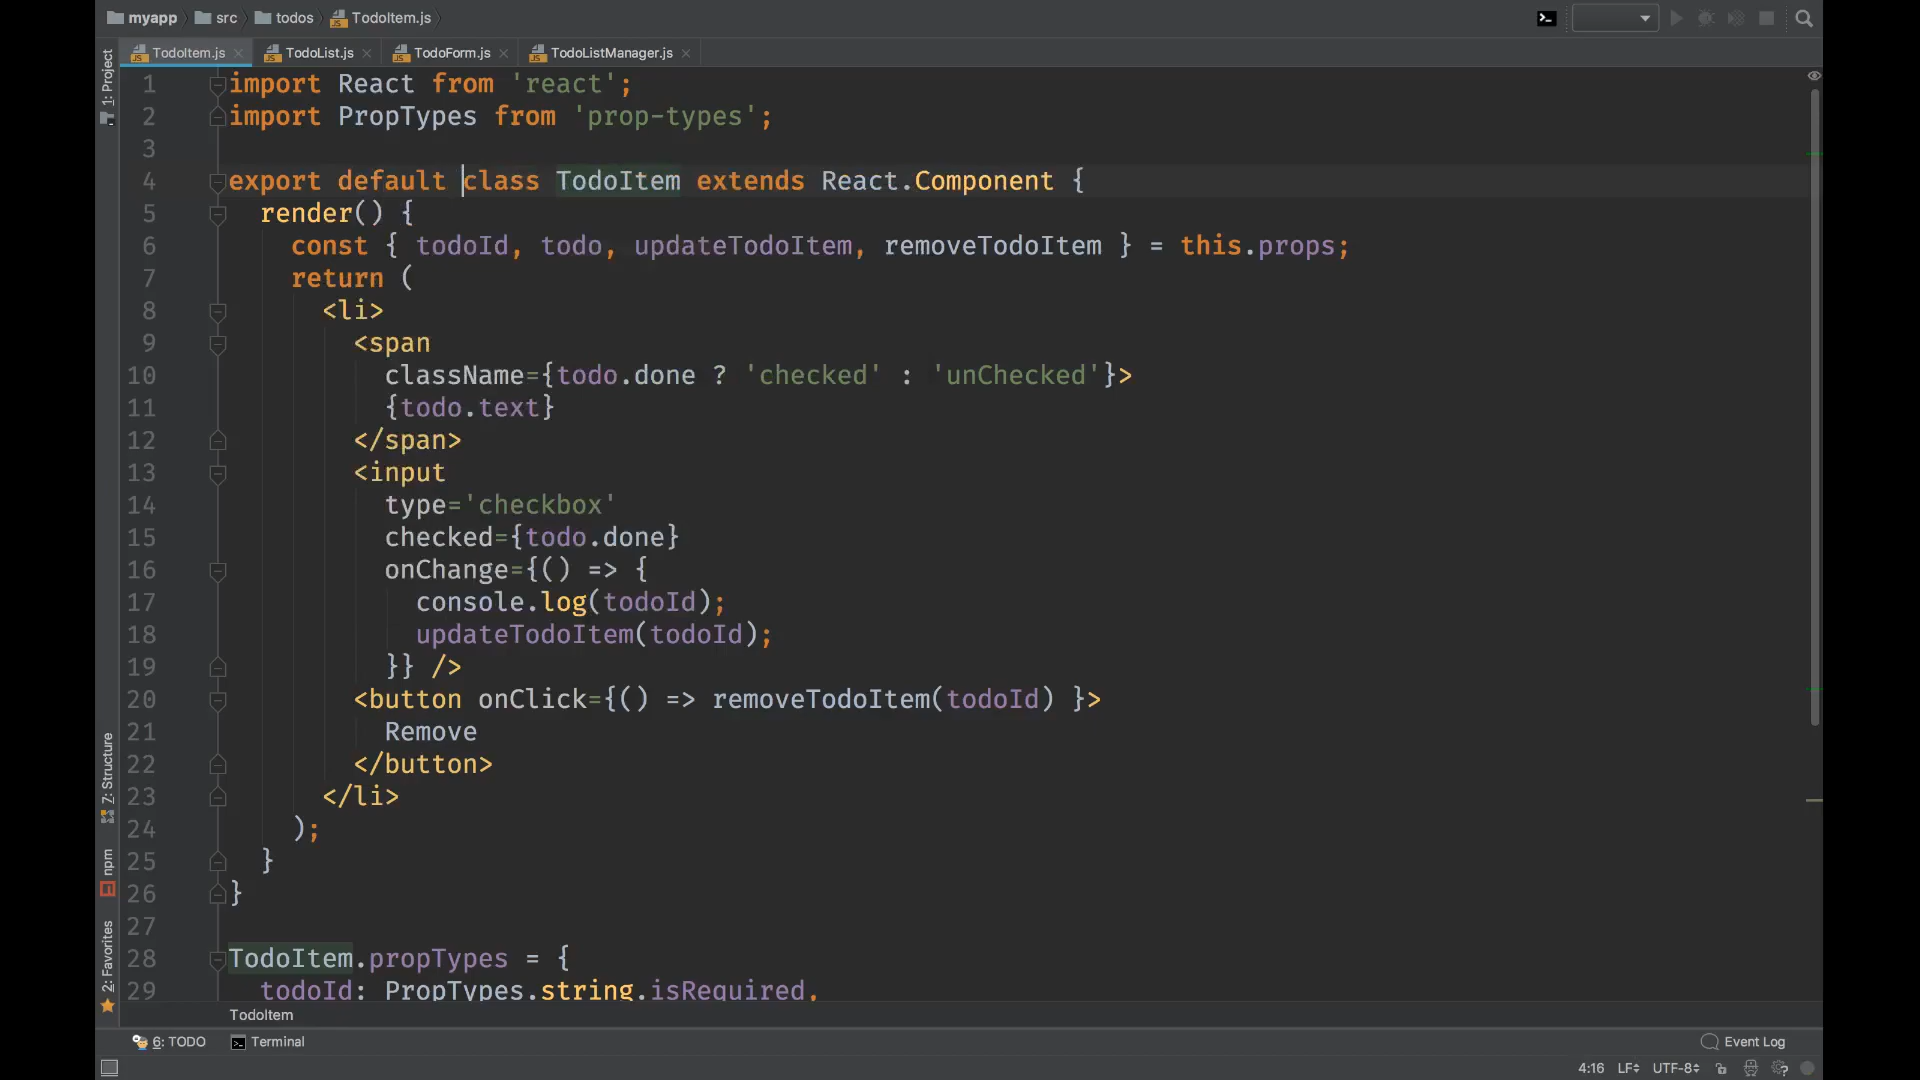 myapp src todos TodoItem.js
TodoItem.js TodoList.js TodoForm.js TodoListManager.js
1: Project
Z: Structure
npm
2: Favorites
1 import React from 'react';
2 import PropTypes from 'prop-types';
3
4 export default class TodoItem extends React.Component {
5 render() {
6 const { todoId, todo, updateTodoItem, removeTodoItem } = this.props;
7 return (
8 <li>
9 <span
10 className={todo.done ? 'checked' : 'unChecked'}>
11 {todo.text}
12 </span>
13 <input
14 type='checkbox'
15 checked={todo.done}
16 onChange={() => {
17 console.log(todoId);
18 updateTodoItem(todoId);
19 }} />
20 <button onClick={() => removeTodoItem(todoId) }>
21 Remove
22 </button>
23 </li>
24 );
25 }
26 }
27
28 TodoItem.propTypes = {
29 todoId: PropTypes.string.isRequired,
TodoItem
6: TODO Terminal Event Log
4:16 LF UTF-8